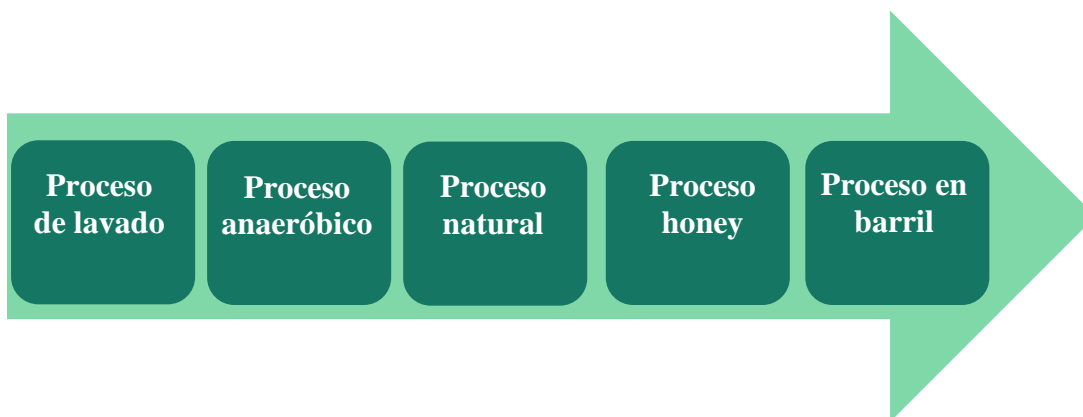 Proceso
de lavado
Proceso
anaeróbico
Proceso
natural
Proceso
honey
Proceso en
barril